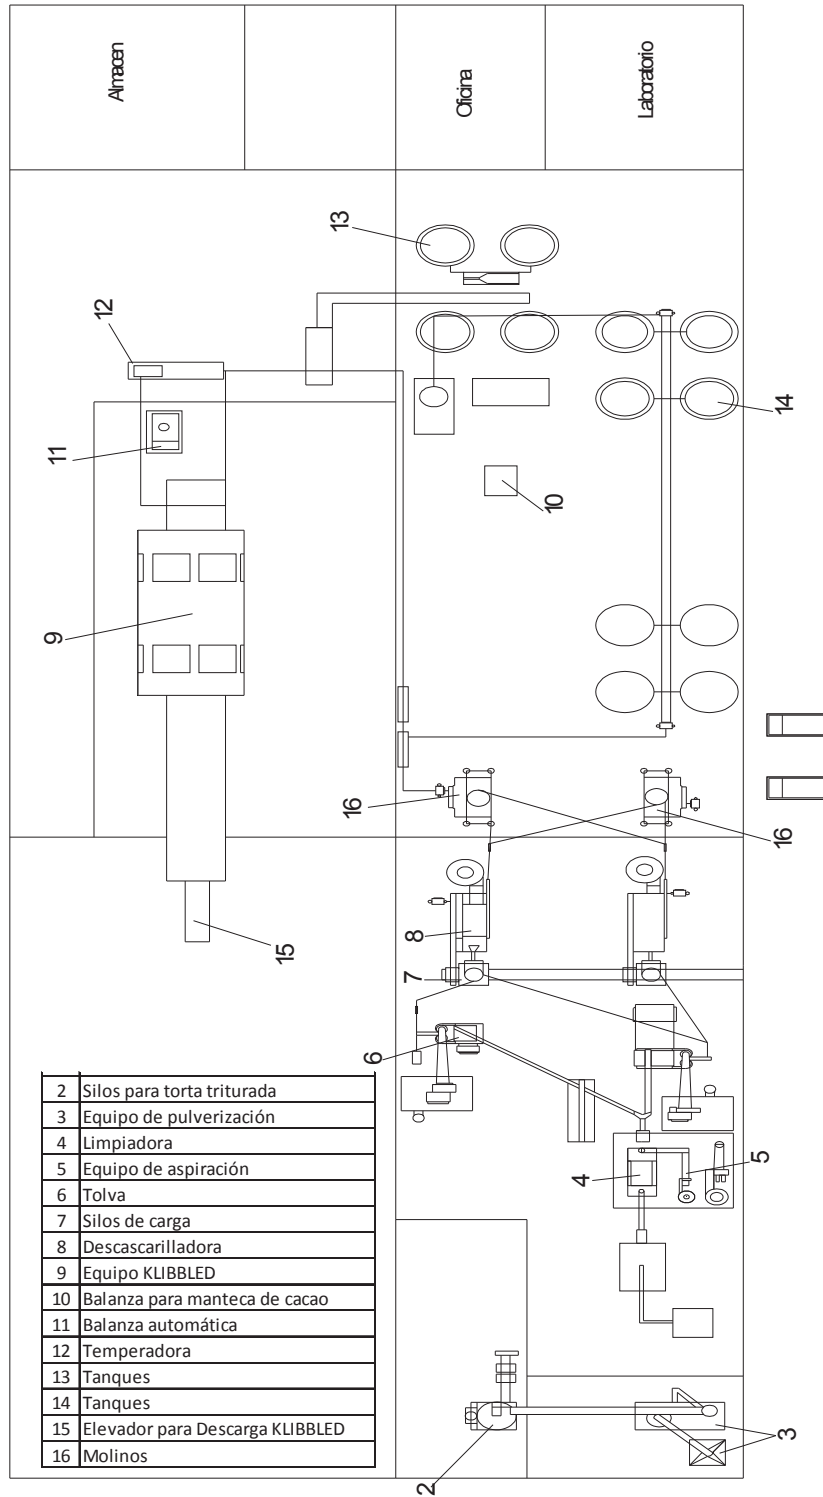 Almacen
Oficina
Laboratorio
13
12
14
11
10
9
16
16
8
15
7
6
5
4
3
2
2 Silos para torta triturada
3 Equipo de pulverización
4 Limpiadora
5 Equipo de aspiración
6 Tolva
7 Silos de carga
8 Descascarilladora
9 Equipo KLIBBLED
10 Balanza para manteca de cacao
11 Balanza automática
12 Temperadora
13 Tanques
14 Tanques
15 Elevador para Descarga KLIBBLED
16 Molinos